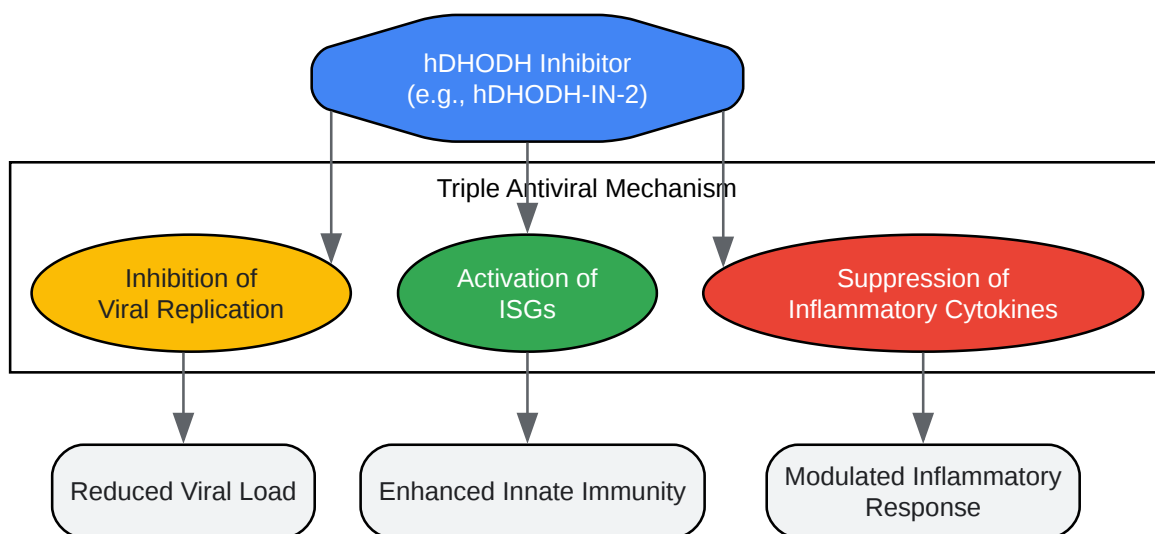 hDHODH Inhibitor
(e.g., hDHODH-IN-2)
Triple Antiviral Mechanism
Inhibition of
Viral Replication
Activation of
ISGs
Suppression of
Inflammatory Cytokines
Reduced Viral Load
Enhanced Innate Immunity
Modulated Inflammatory
Response